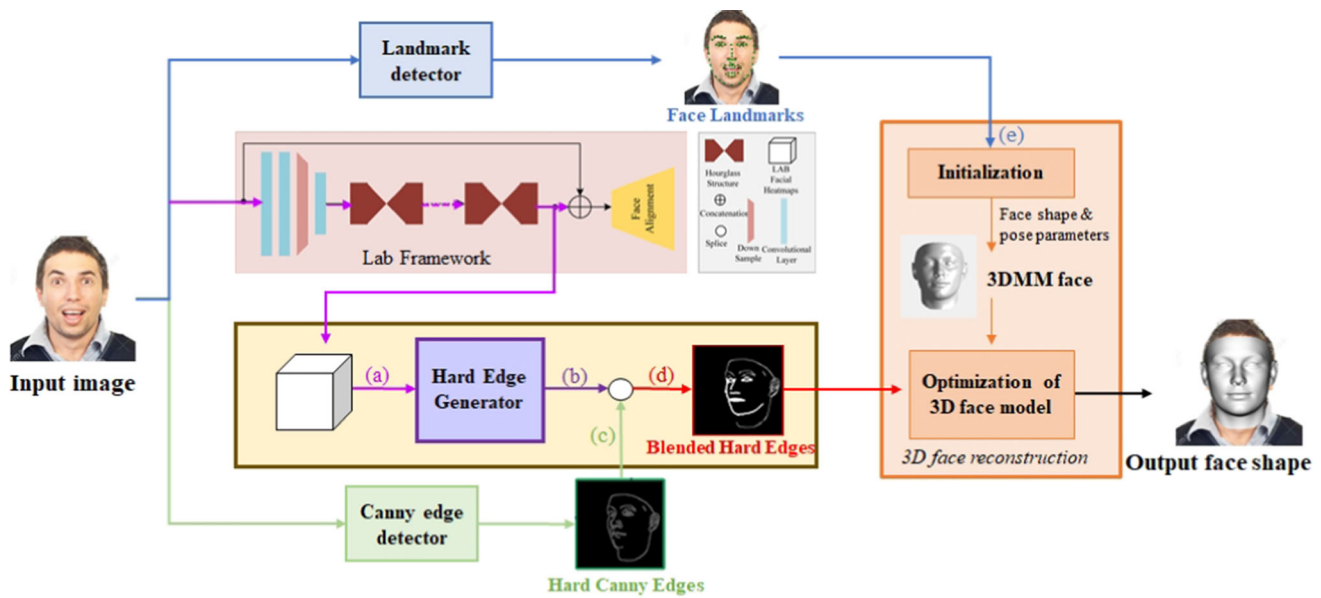 Landmark
detector
Face Landmarks
(e)
Initialization
Face shape &
pose parameters
3DMM face
Optimization of
3D face model
3D face reconstruction
Lab Framework
Face
Alignment
Hourglass
Structure
LAB
Facial
Heatmaps
Concatenation
Splice
Down
Sample
Convolutional
Layer
Input image
(a)
Hard Edge
Generator
(b)
(c)
(d)
Blended Hard Edges
Canny edge
detector
Hard Canny Edges
Output face shape